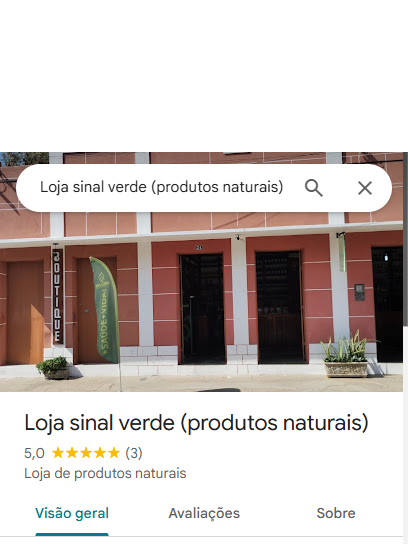 Loja sinal verde (produtos naturais)
31
BOUTIQUE
SAÚDE+VIDA
Loja sinal verde (produtos naturais)
5,0 ★★★★★ (3)
Loja de produtos naturais
Visão geral Avaliações Sobre